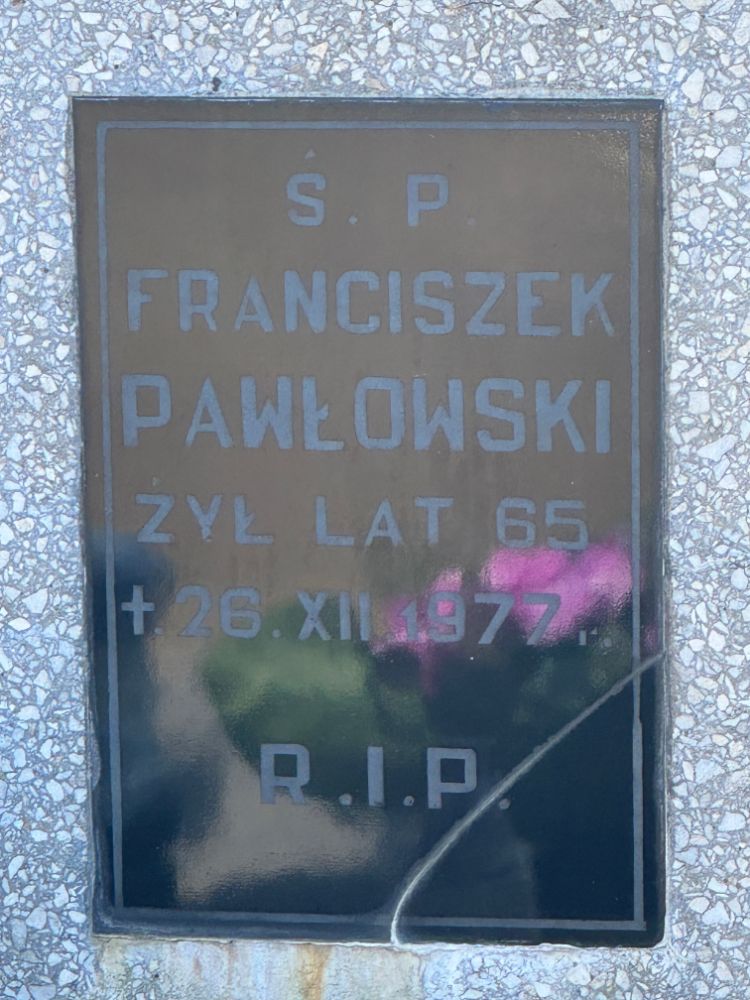 Ś. P.
FRANCISZEK
PAWŁOWSKI
ŻYŁ LAT 65
†. 26. XII. 1977 r.
R.I.P.